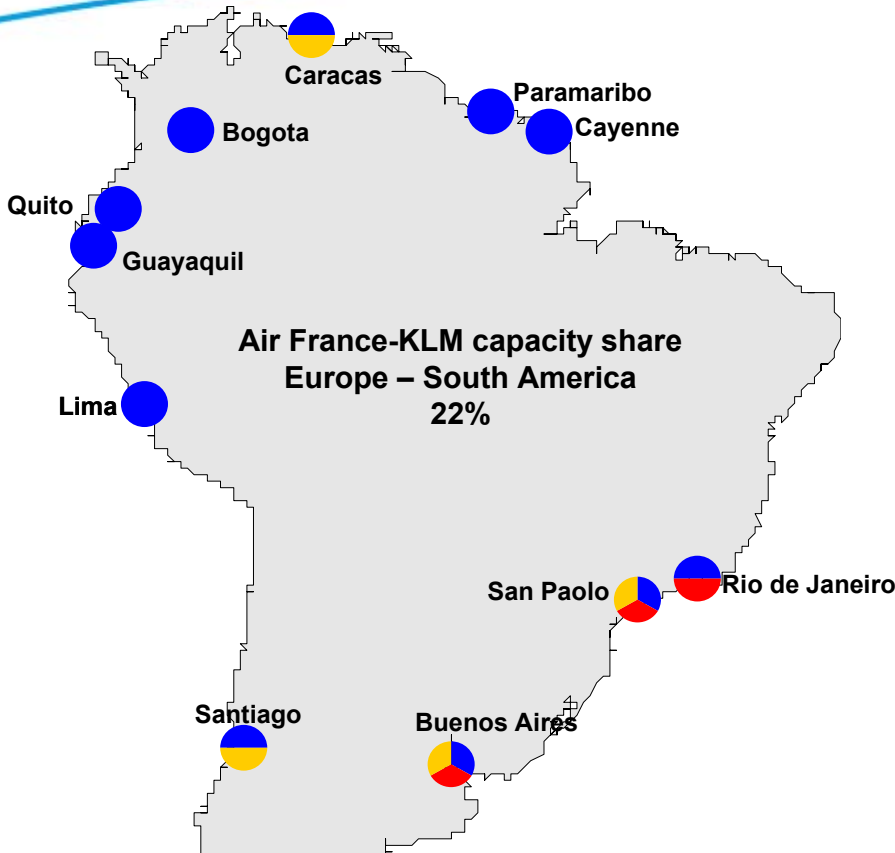 Caracas
Paramaribo
Cayenne
Bogota
Quito
Guayaquil
Air France-KLM capacity share
Europe – South America
22%
Lima
San Paolo
Rio de Janeiro
Santiago
Buenos Aires